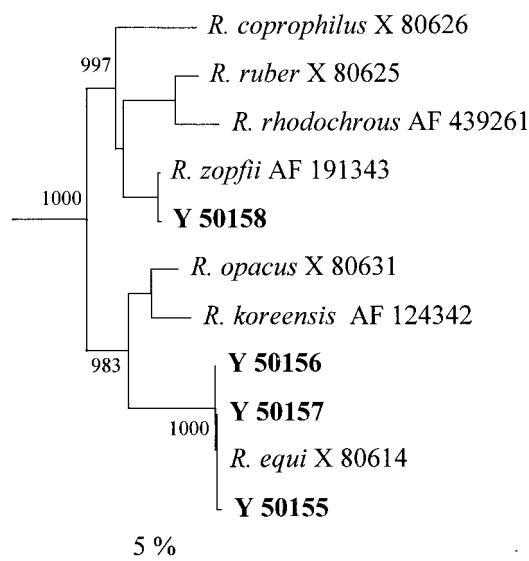 R. coprophilus X 80626
997
R. ruber X 80625
R. rhodochrous AF 439261
R. zopfii AF 191343
1000
Y 50158
R. opacus X 80631
R. koreensis AF 124342
983
Y 50156
Y 50157
1000
R. equi X 80614
Y 50155
5 %